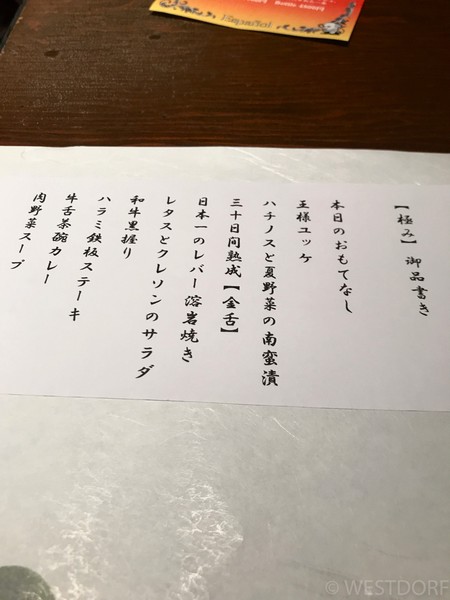 【極み】 御品書き
本日のおもてなし
王様ユッケ
ハチノスと夏野菜の南蛮漬
三十日間熟成【金舌】
日本一のレバー溶岩焼き
レタスとクレソンのサラダ
和牛黒握り
ハラミ鉄板ステーキ
牛舌茶碗カレー
肉野菜スープ
Español
© WESTDORF